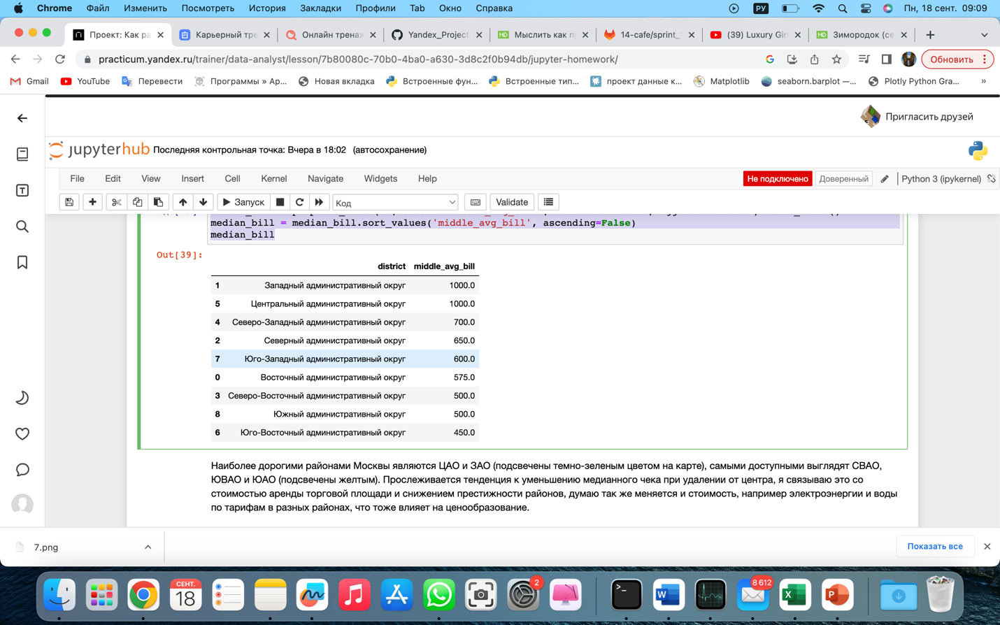 Chrome Файл Изменить Посмотреть История Закладки Профили Tab Окно Справка РУ Пн, 18 сент. 09:09
Проект: Как ра Карьерный тре Онлайн трена Yandex_Project Мыслить как п 14-cafe/sprint_ (39) Luxury Girl Зимородок (се
practicum.yandex.ru/trainer/data-analyst/lesson/7b80080c-70b0-4ba0-a630-3d8c2f0b94db/jupyter-homework/ Обновить
Gmail YouTube Перевести Программы » Ap... Новая вкладка Встроенные фун... Встроенные тип... проект данные к... Matplotlib seaborn.barplot —... Plotly Python Gra... »
Пригласить друзей
jupyterhub Последняя контрольная точка: Вчера в 18:02 (автосохранение)
File Edit View Insert Cell Kernel Navigate Widgets Help Не подключено Доверенный Python 3 (ipykernel)
Запуск Код Validate
median_bill = median_bill.sort_values('middle_avg_bill', ascending=False)
median_bill
Out[39]:
district middle_avg_bill
1 Западный административный округ 1000.0
5 Центральный административный округ 1000.0
4 Северо-Западный административный округ 700.0
2 Северный административный округ 650.0
7 Юго-Западный административный округ 600.0
0 Восточный административный округ 575.0
3 Северо-Восточный административный округ 500.0
8 Южный административный округ 500.0
6 Юго-Восточный административный округ 450.0
Наиболее дорогими районами Москвы являются ЦАО и ЗАО (подсвечены темно-зеленым цветом на карте), самыми доступными выглядят СВАО,
ЮВАО и ЮАО (подсвечены желтым). Прослеживается тенденция к уменьшению медианного чека при удалении от центра, я связываю это со
стоимостью аренды торговой площади и снижением престижности районов, думаю так же меняется и стоимость, например электроэнергии и воды
по тарифам в разных районах, что тоже влияет на ценообразование.
7.png Показать все
СЕНТ. 18 2 8 612